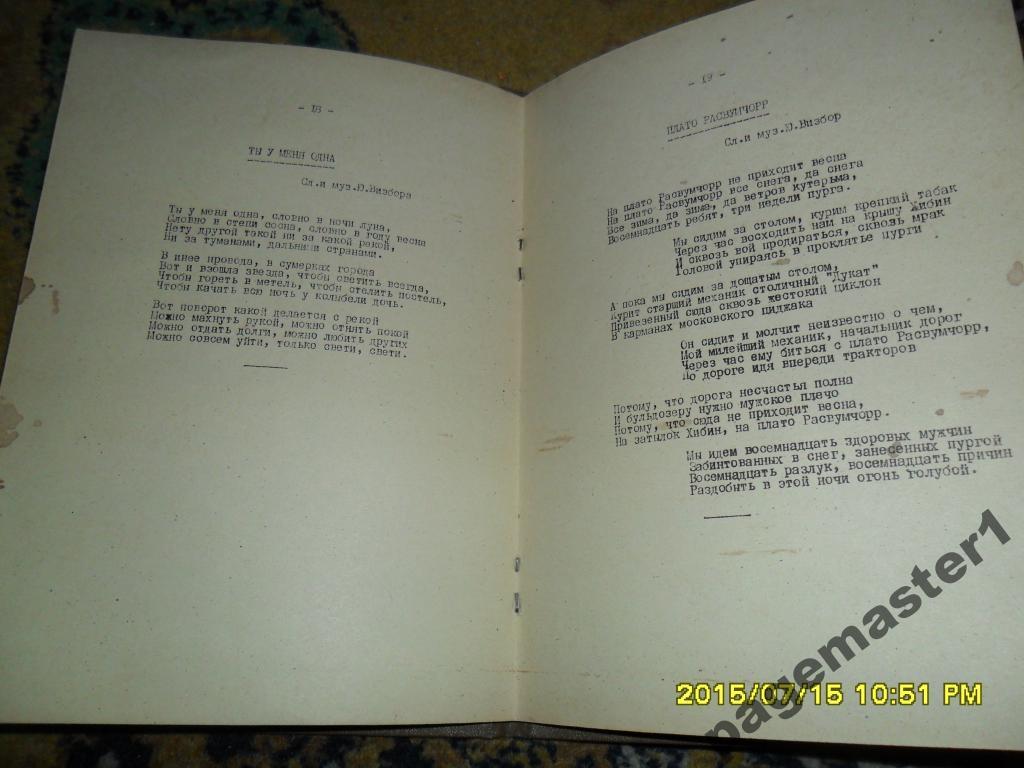 - 18 -
ТЫ У МЕНЯ ОДНА
Сл.и муз.Ю.Визбора
Ты у меня одна, словно в ночи луна,
Словно в степи сосна, словно в году весна
Нету другой такой ни за какой рекой,
Ни за туманами, дальними странами.
В инее провода, в сумерках города
Вот и взошла звезда, чтобы светить всегда,
Чтобы гореть в метель, чтобы стелить постель,
Чтобы качать всю ночь у колыбели дочь.
Вот поворот какой делается с рекой
Можно махнуть рукой, можно отнять покой
Можно отдать долги, можно любить других
Можно совсем уйти, только свети, свети.
- 19 -
ПЛАТО РАСВУМЧОРР
Сл.и муз.Ю.Визбор
На плато Расвумчорр не приходит весна
На плато Расвумчорр все снега, да снега
Все зима, да зима, да ветров кутерьма,
Восемнадцать ребят, три недели пурга.
Мы сидим за столом, курим крепкий табак
Через час восходить нам на крышу Хибин
И сквозь вой продираться, сквозь мрак
Головой упираясь в проклятье пурги
А пока мы сидим за дощатым столом,
Курит старший механик столичный "Дукат"
Привезенный сюда сквозь жестокий циклон
В карманах московского пиджака
Он сидит и молчит неизвестно о чем,
Мой милейший механик, начальник дорог
Через час ему биться с плато Расвумчорр,
По дороге идя впереди тракторов
Потому, что дорога несчастья полна
И бульдозеру нужно мужское плечо
Потому, что сюда не приходит весна,
На затылок Хибин, на плато Расвумчорр.
Мы идем восемнадцать здоровых мужчин
Забинтованных в снег, занесенных пургой
Восемнадцать разлук, восемнадцать причин
Раздобыть в этой ночи огонь голубой.
pagemaster1
2015/07/15 10:51 PM